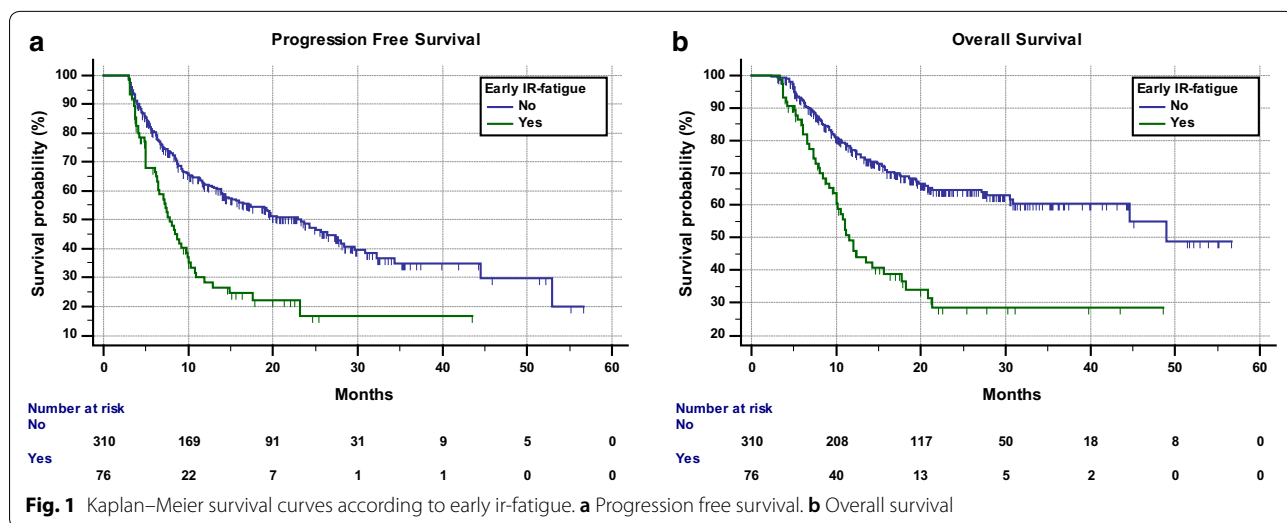 a
Progression Free Survival
Survival probability (%)
100
90
80
70
60
50
40
30
20
10
Early IR-fatigue
No
Yes
0 10 20 30 40 50 60
Months
Number at risk
No
310 169 91 31 9 5 0
Yes
76 22 7 1 1 0 0
b
Overall Survival
Survival probability (%)
100
90
80
70
60
50
40
30
20
Early IR-fatigue
No
Yes
0 10 20 30 40 50 60
Months
Number at risk
No
310 208 117 50 18 8 0
Yes
76 40 13 5 2 0 0
Fig. 1 Kaplan–Meier survival curves according to early ir-fatigue. a Progression free survival. b Overall survival